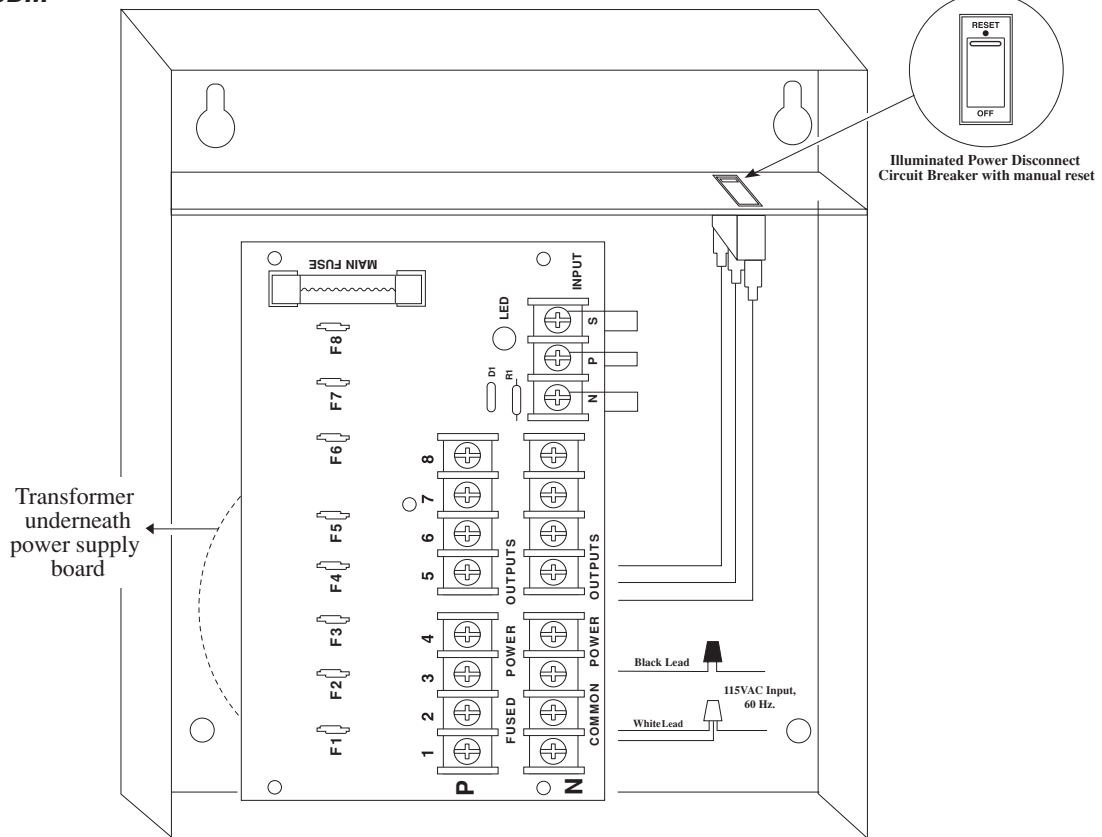 RESET
OFF
Illuminated Power Disconnect
Circuit Breaker with manual reset
MAIN FUSE
INPUT
LED
S
P
N
D1
R1
F8
F7
F6
F5
F4
F3
F2
F1
8
7
6
5
4
3
2
1
FUSED POWER OUTPUTS
COMMON POWER OUTPUTS
P
N
Transformer
underneath
power supply
board
Black Lead
115VAC Input,
60 Hz.
White Lead